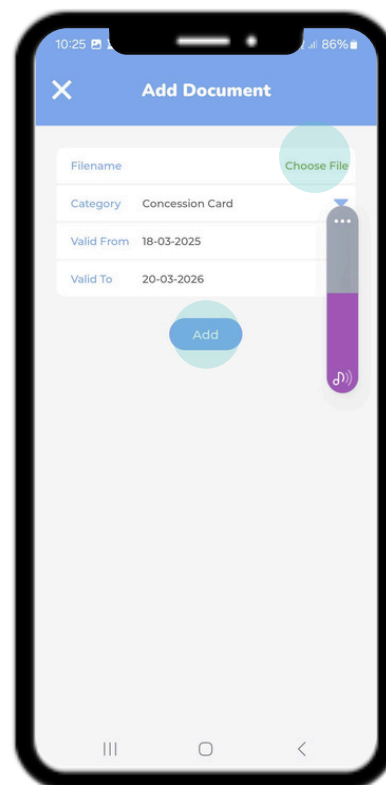 10:25 86%
Add Document
Filename Choose File
Category Concession Card
Valid From 18-03-2025
Valid To 20-03-2026
Add